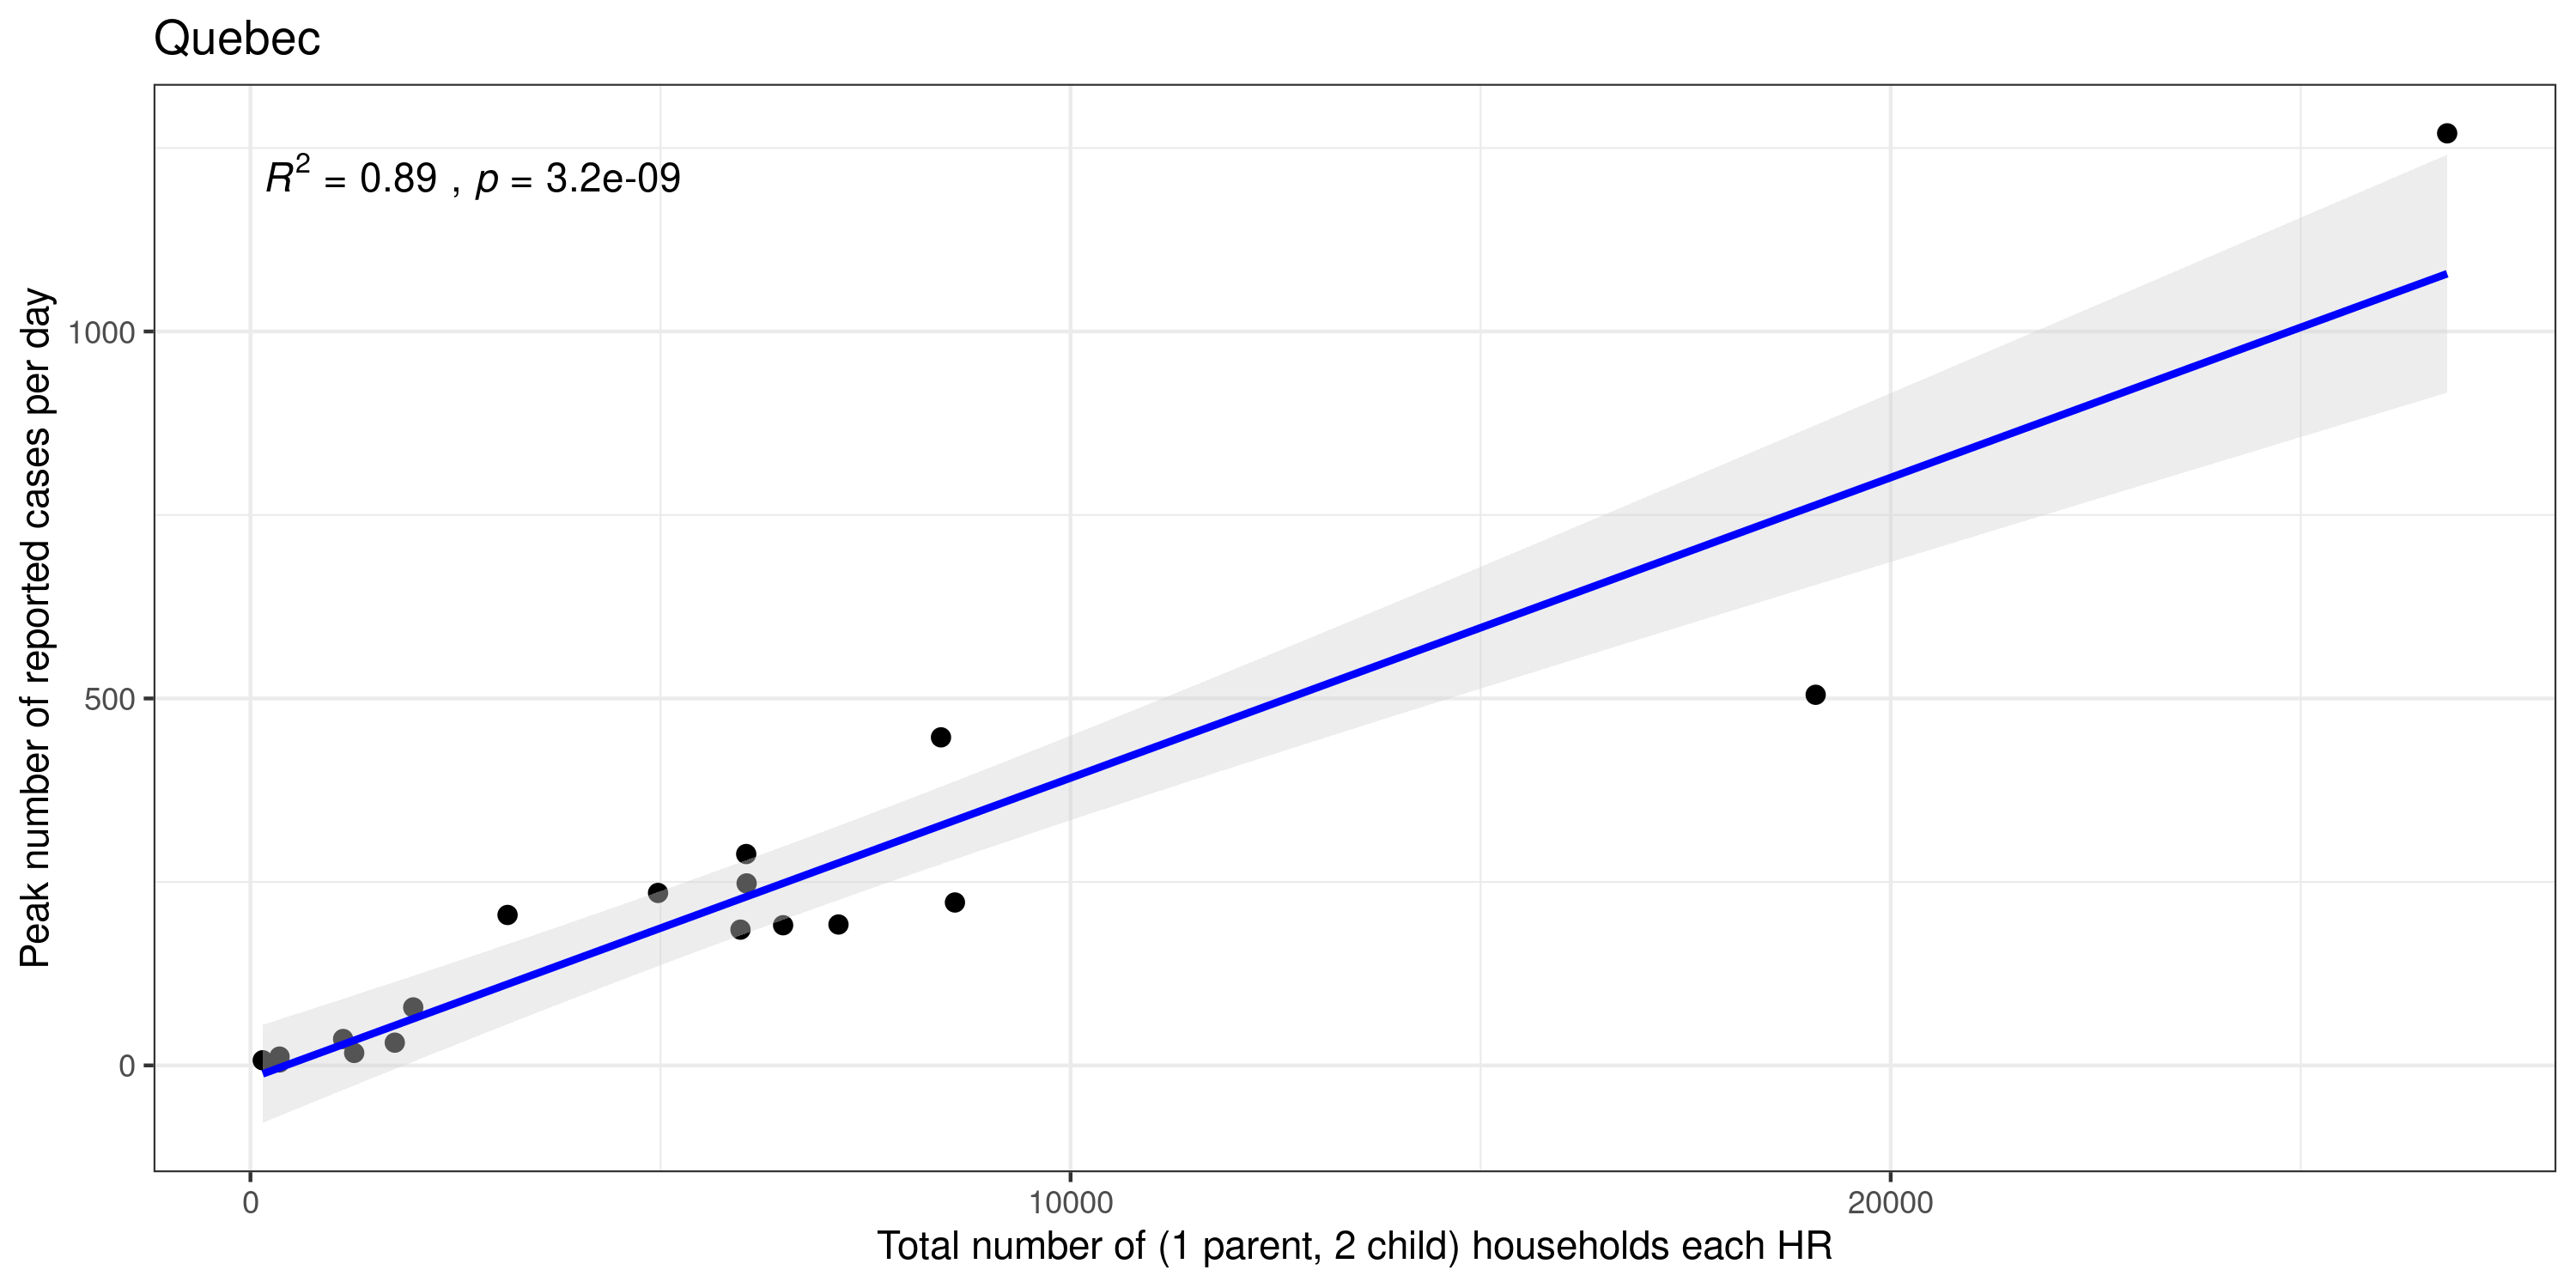 Quebec
R² = 0.89 , p = 3.2e-09
Peak number of reported cases per day
1000
500
0
0 10000 20000
Total number of (1 parent, 2 child) households each HR